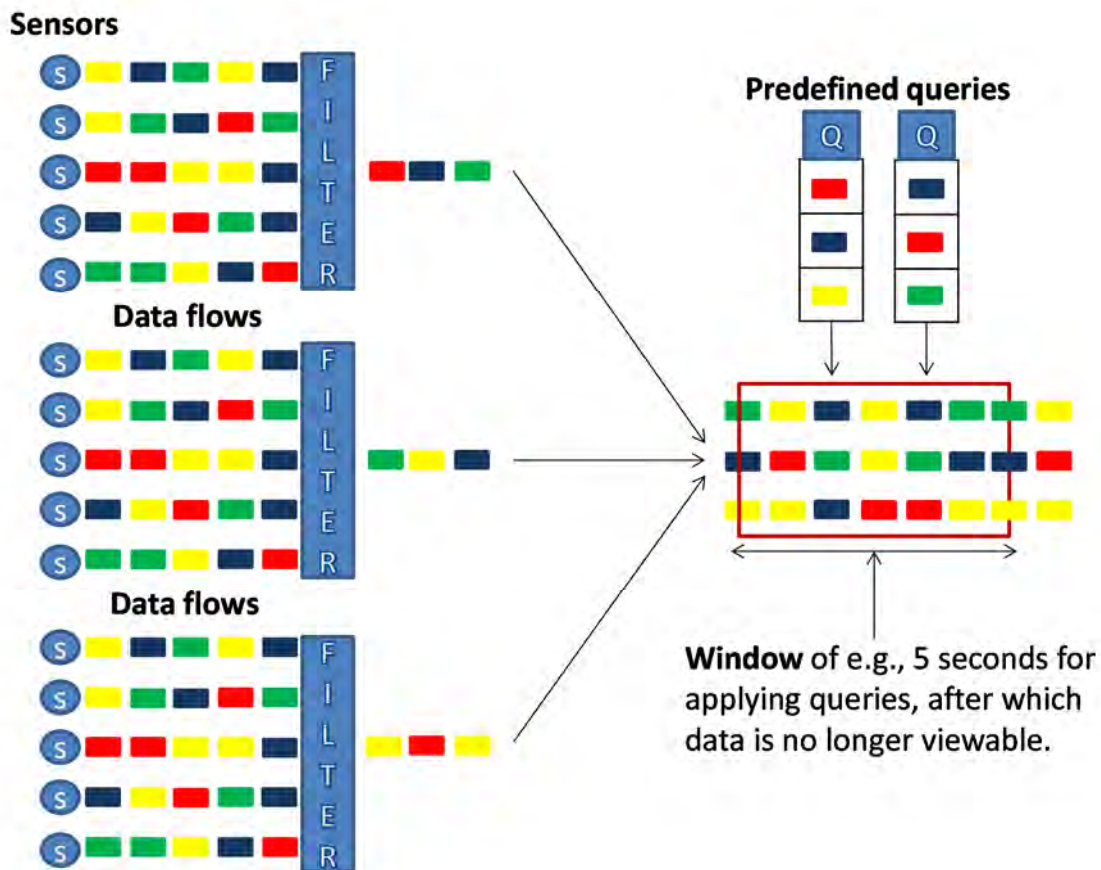 Sensors
S
S
S
S
S
FILTER
Predefined queries
Q Q
Data flows
S
S
S
S
S
FILTER
Data flows
S
S
S
S
S
FILTER
Window of e.g., 5 seconds for
applying queries, after which
data is no longer viewable.